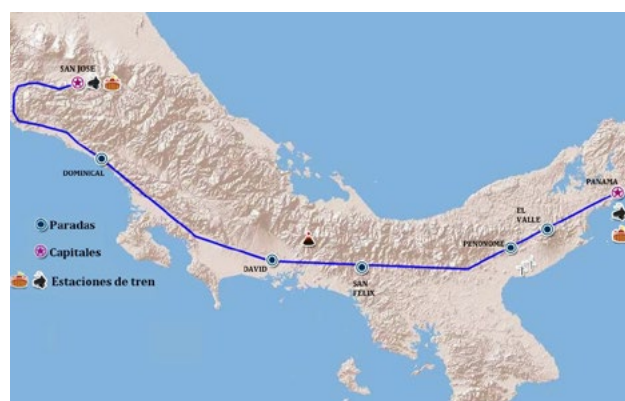 SAN JOSE
DOMINICAL
PANAMA
EL
VALLE
PENONOME
Paradas
Capitales
DAVID
SAN
FELIX
Estaciones de tren